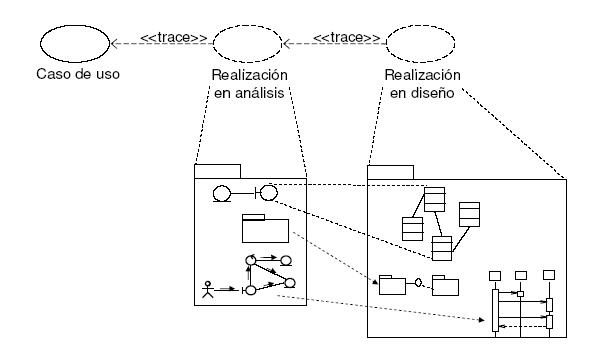 <<trace>>
<<trace>>
Caso de uso
Realización
en análisis
Realización
en diseño